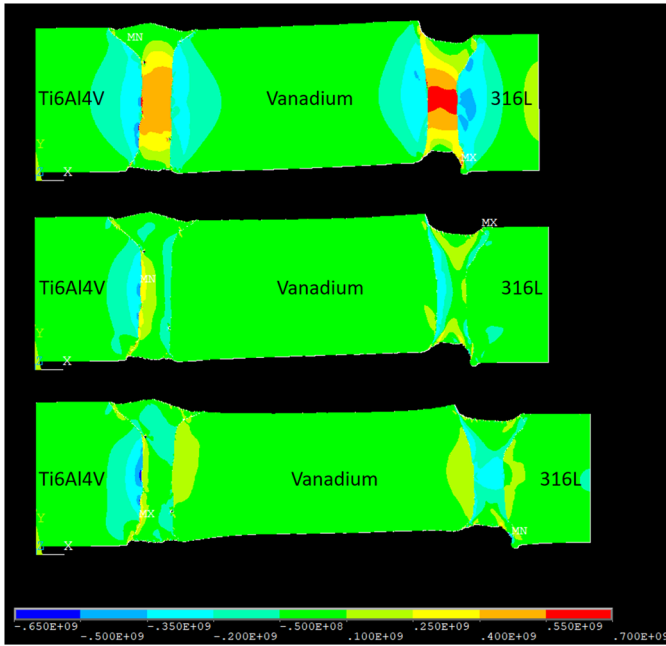 MN
Ti6Al4V Vanadium 316L
Y
X
MX
MX
MN
Ti6Al4V Vanadium 316L
Y
Ti6Al4V Vanadium 316L
MX
Y
MN
X
-.650E+09 -.350E+09 -.500E+08 .250E+09 .550E+09
-.500E+09 -.200E+09 .100E+09 .400E+09 .700E+09